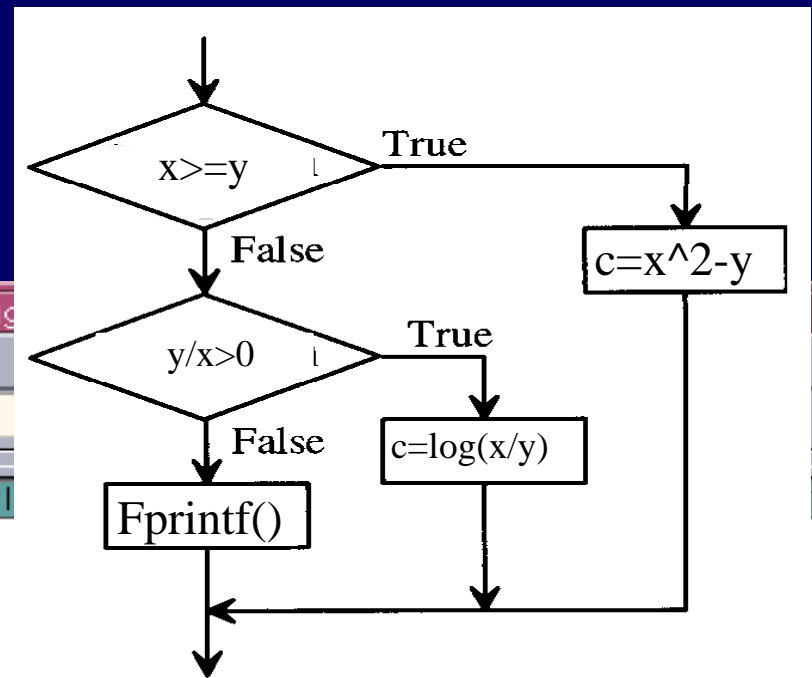 x>=y
True
False
c=x^2-y
y/x>0
True
False
c=log(x/y)
Fprintf()